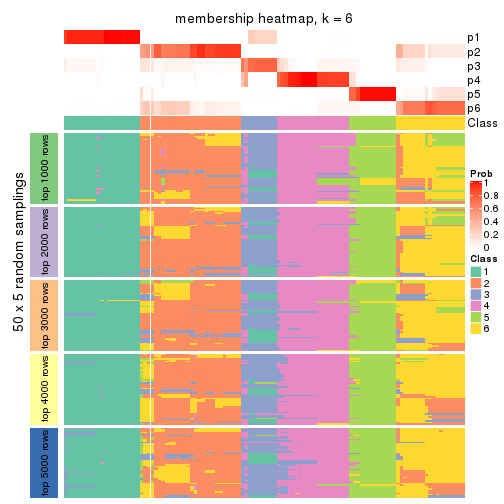 membership heatmap, k = 6
p1
p2
p3
p4
p5
p6
Class
50 x 5 random samplings
top 1000 rows
top 2000 rows
top 3000 rows
top 4000 rows
top 5000 rows
Prob
1
0.8
0.6
0.4
0.2
0
Class
1
2
3
4
5
6